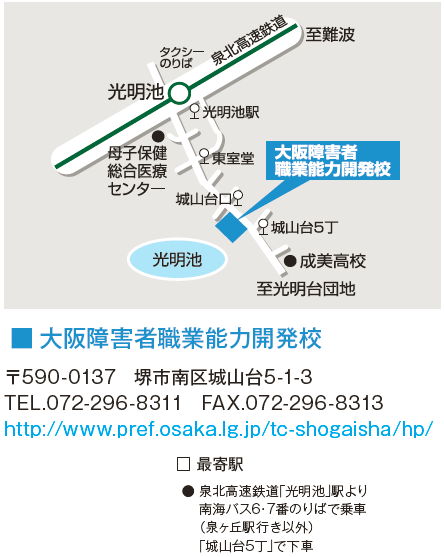 泉北高速鉄道
至難波
タクシー
のりば
光明池
光明池駅
母子保健
総合医療
センター
東室堂
大阪障害者
職業能力開発校
城山台口
城山台5丁
光明池
成美高校
至光明台団地
■ 大阪障害者職業能力開発校
〒590-0137 堺市南区城山台5-1-3
TEL.072-296-8311 FAX.072-296-8313
http://www.pref.osaka.lg.jp/tc-shogaisha/hp/
□ 最寄駅
● 泉北高速鉄道「光明池」駅より
南海バス6・7番のりばで乗車
（泉ヶ丘駅行き以外）
「城山台5丁」で下車